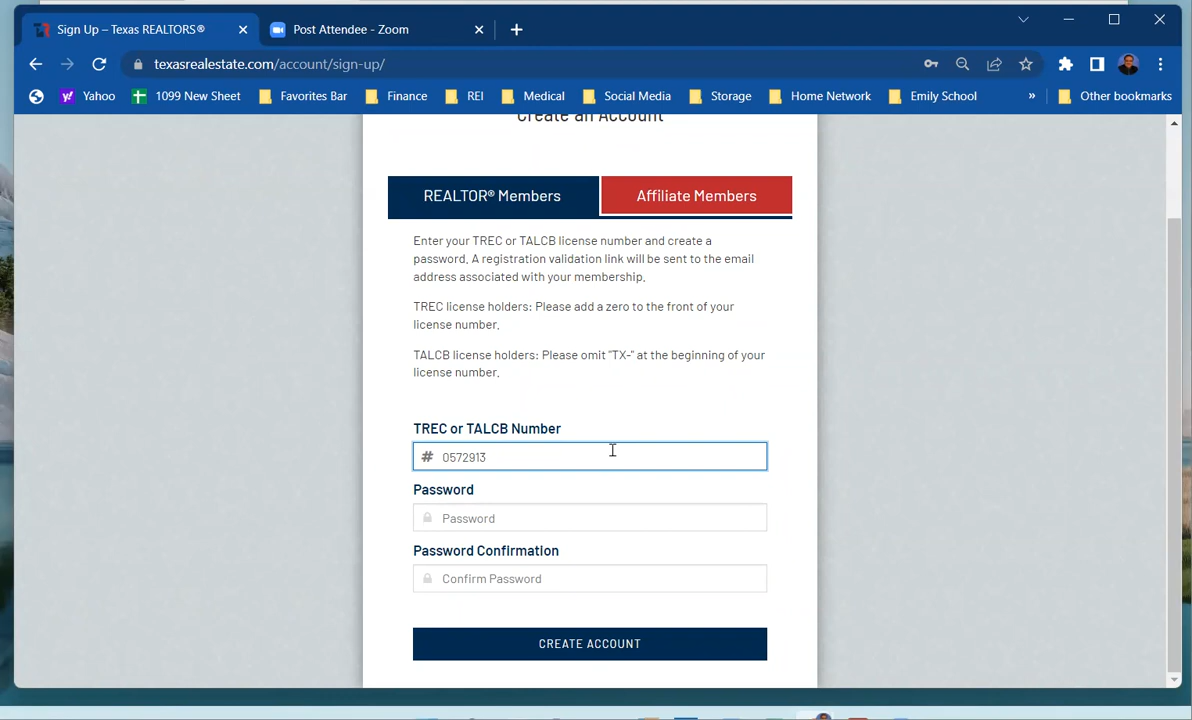 Sign Up – Texas REALTORS®
Post Attendee - Zoom
texasrealestate.com/account/sign-up/
Yahoo
1099 New Sheet
Favorites Bar
Finance
REI
Medical
Social Media
Storage
Home Network
Emily School
»
Other bookmarks
Create an Account
REALTOR® Members
Affiliate Members
Enter your TREC or TALCB license number and create a
password. A registration validation link will be sent to the email
address associated with your membership.
TREC license holders: Please add a zero to the front of your
license number.
TALCB license holders: Please omit "TX-" at the beginning of your
license number.
TREC or TALCB Number
# 0572913
Password
Password
Password Confirmation
Confirm Password
CREATE ACCOUNT